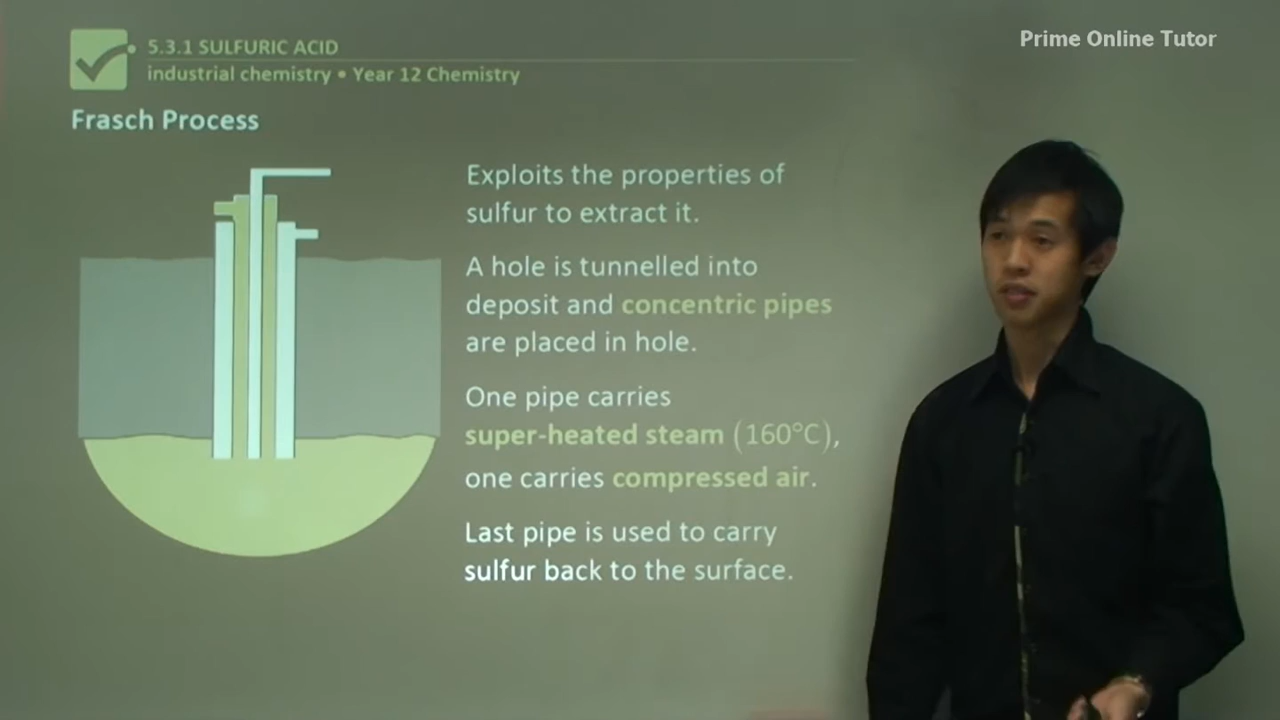 5.3.1 SULFURIC ACID
industrial chemistry • Year 12 Chemistry
Prime Online Tutor
Frasch Process
Exploits the properties of
sulfur to extract it.
A hole is tunnelled into
deposit and concentric pipes
are placed in hole.
One pipe carries
super-heated steam (160°C),
one carries compressed air.
Last pipe is used to carry
sulfur back to the surface.